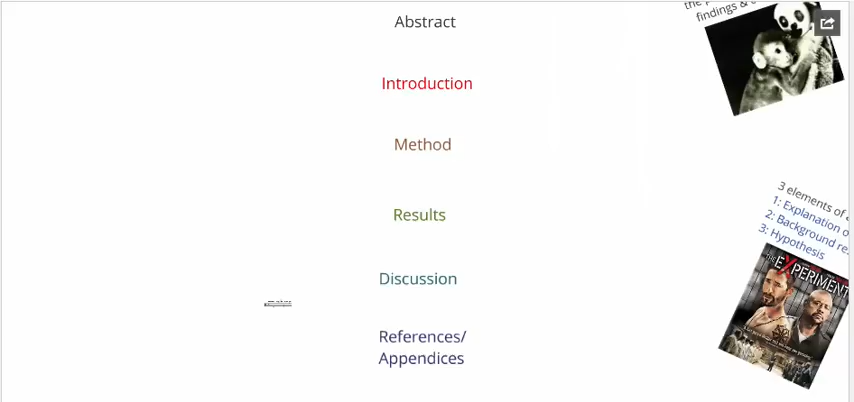 Abstract
Introduction
Method
Results
Discussion
References/
Appendices
findings &
3 elements of
1: Explanation
2: Background
3: Hypothesis
THE EXPERIMENT